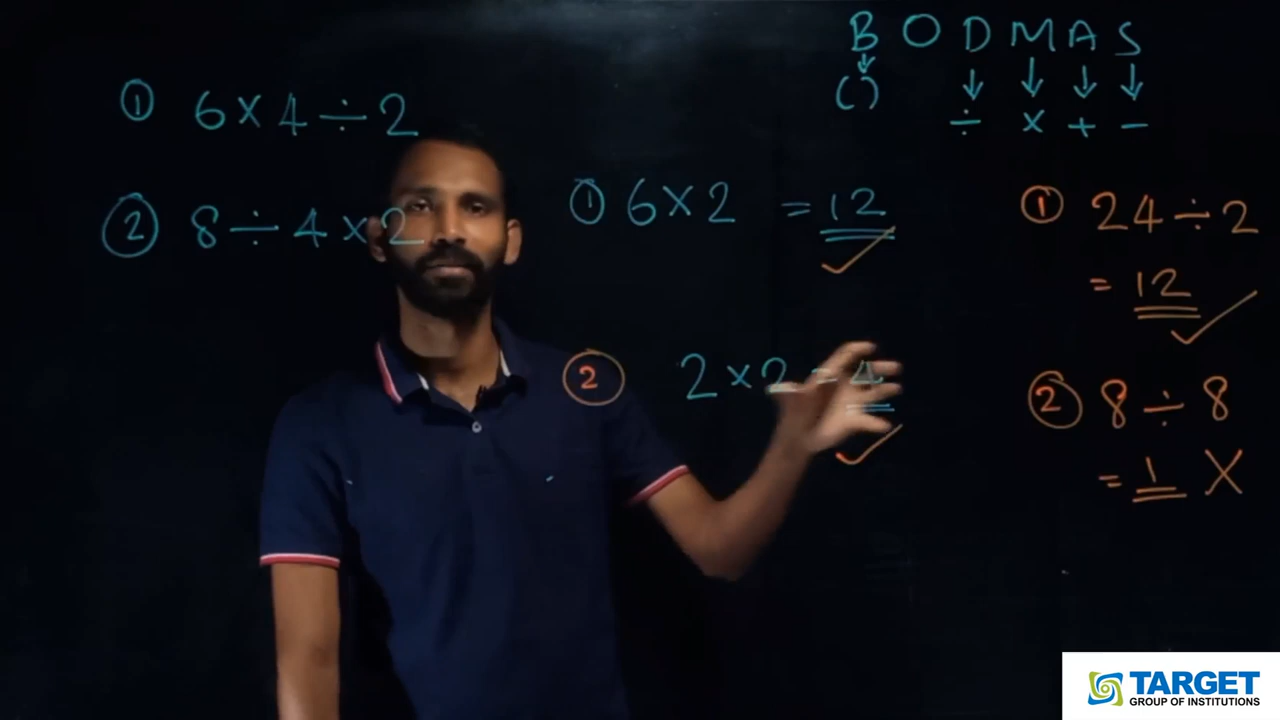 B O D M A S
↓ ↓ ↓ ↓ ↓
( ) ÷ × + −
① 6 × 4 ÷ 2
② 8 ÷ 4 × 2
① 6 × 2 = 12
② 2 × 2 = 4
① 24 ÷ 2
= 12
② 8 ÷ 8
= 1 X
TARGET
GROUP OF INSTITUTIONS